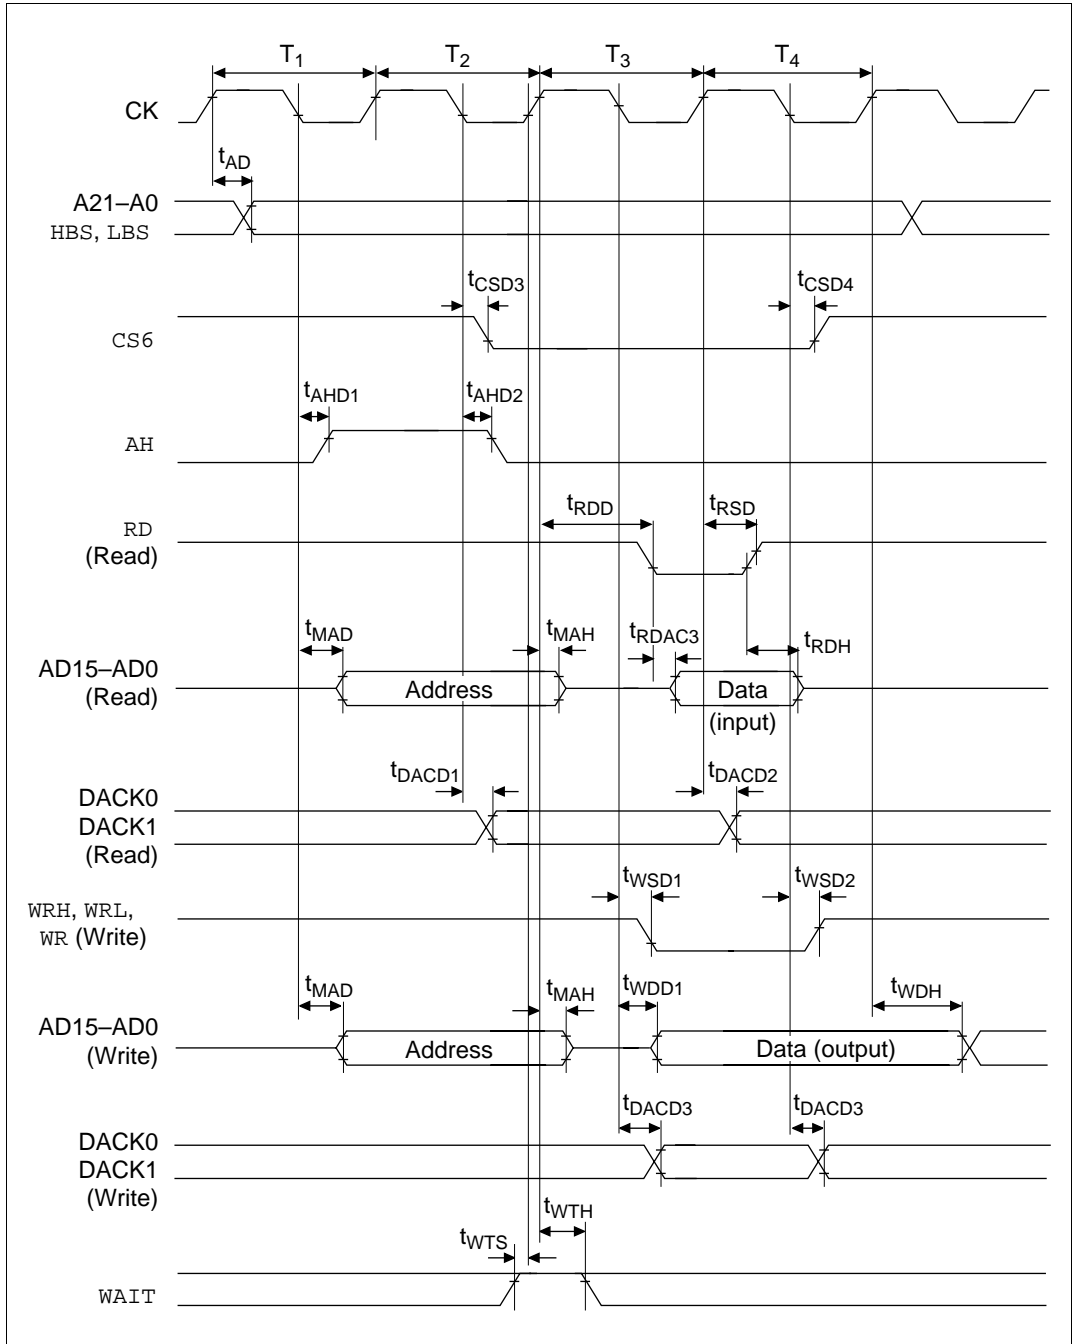 T1 T2 T3 T4
CK
tAD
A21–A0
HBS, LBS
tCSD3 tCSD4
CS6
tAHD1 tAHD2
AH
tRDD tRSD
RD
(Read)
tMAD tMAH tRDAC3 tRDH
AD15–AD0
(Read)
Address Data
(input)
tDACD1 tDACD2
DACK0
DACK1
(Read)
tWSD1 tWSD2
WRH, WRL,
WR (Write)
tMAD tMAH tWDD1 tWDH
AD15–AD0
(Write)
Address Data (output)
tDACD3 tDACD3
DACK0
DACK1
(Write)
tWTH
tWTS
WAIT